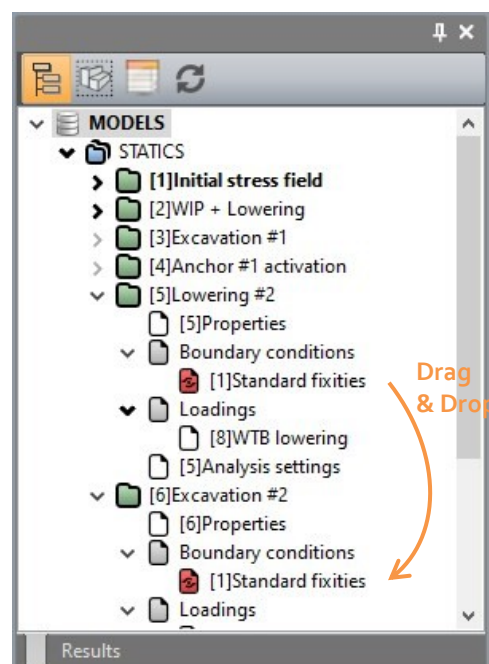 MODELS
STATICS
[1]Initial stress field
[2]WIP + Lowering
[3]Excavation #1
[4]Anchor #1 activation
[5]Lowering #2
[5]Properties
Boundary conditions
[1]Standard fixities
Drag
& Drop
Loadings
[8]WTB lowering
[5]Analysis settings
[6]Excavation #2
[6]Properties
Boundary conditions
[1]Standard fixities
Loadings
Results